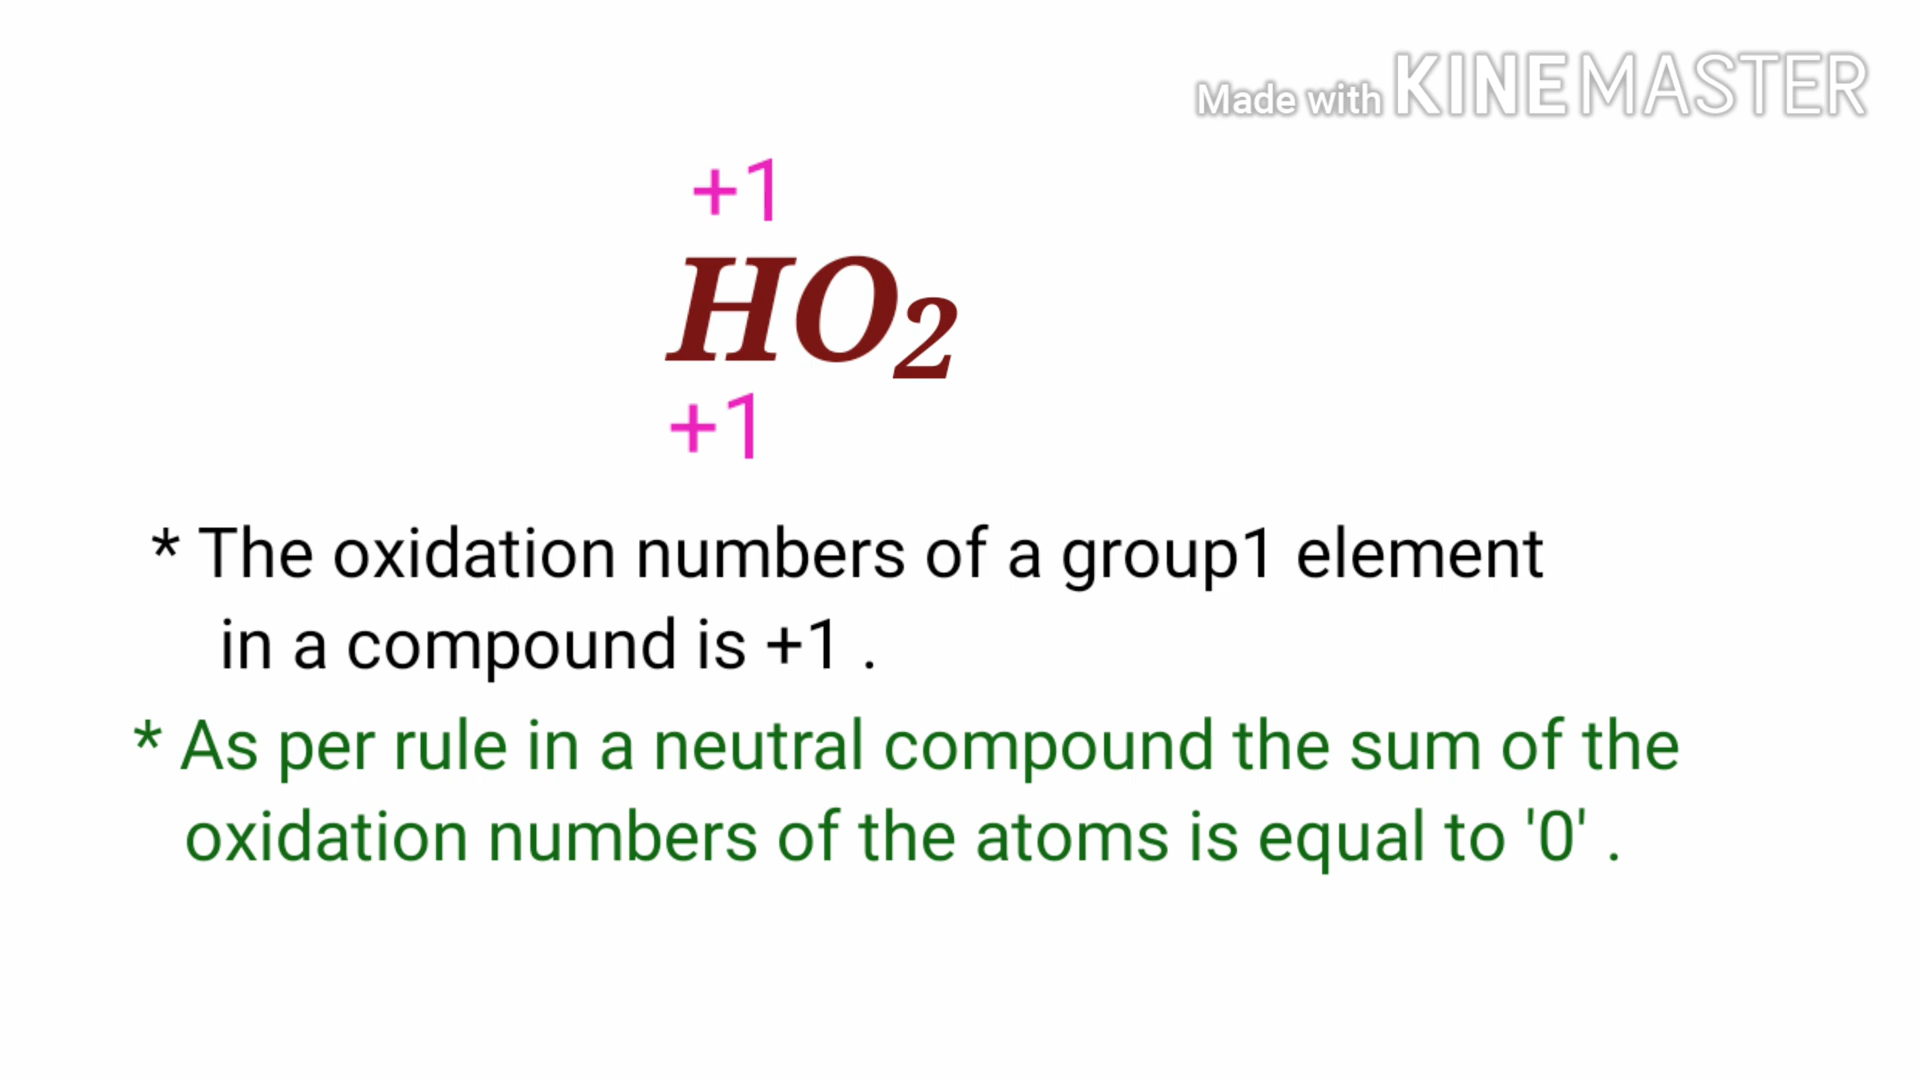 Made with KINEMASTER
+1
HO2
+1
* The oxidation numbers of a group1 element
in a compound is +1 .
* As per rule in a neutral compound the sum of the
oxidation numbers of the atoms is equal to '0' .